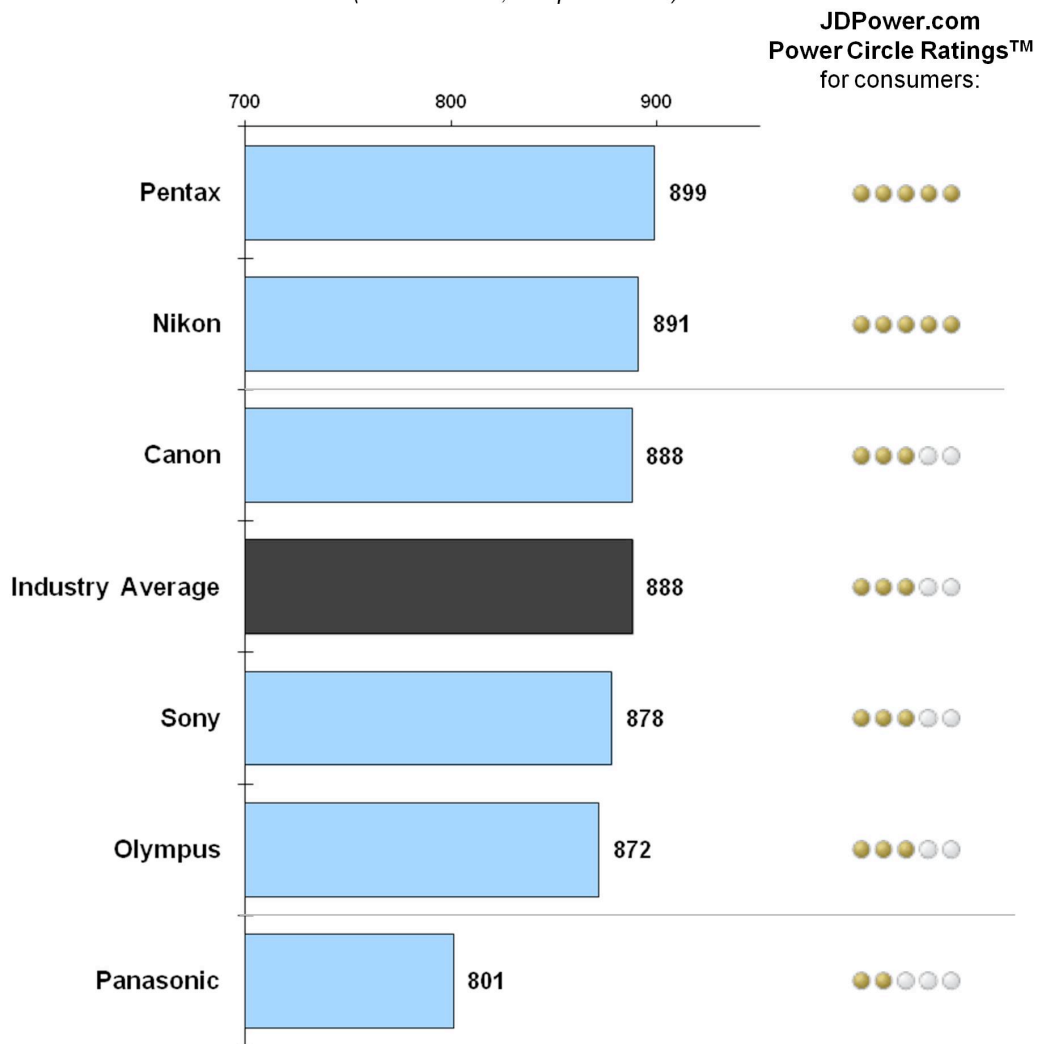 JDPower.com
Power Circle Ratings™
for consumers:
700 800 900
Pentax 899
Nikon 891
Canon 888
Industry Average 888
Sony 878
Olympus 872
Panasonic 801